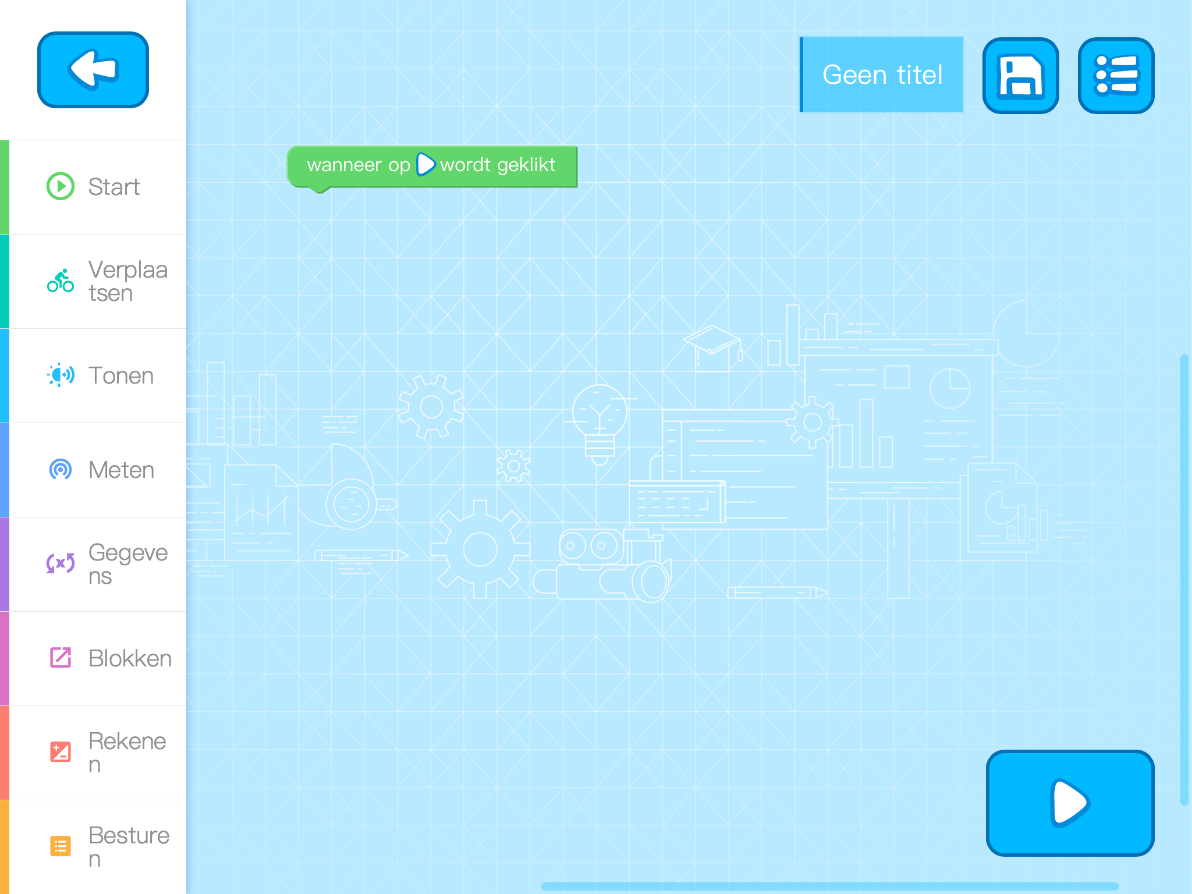 Geen titel
wanneer op wordt geklikt
Start
Verplaa
tsen
Tonen
Meten
Gegeve
ns
Blokken
Rekene
n
Besture
n